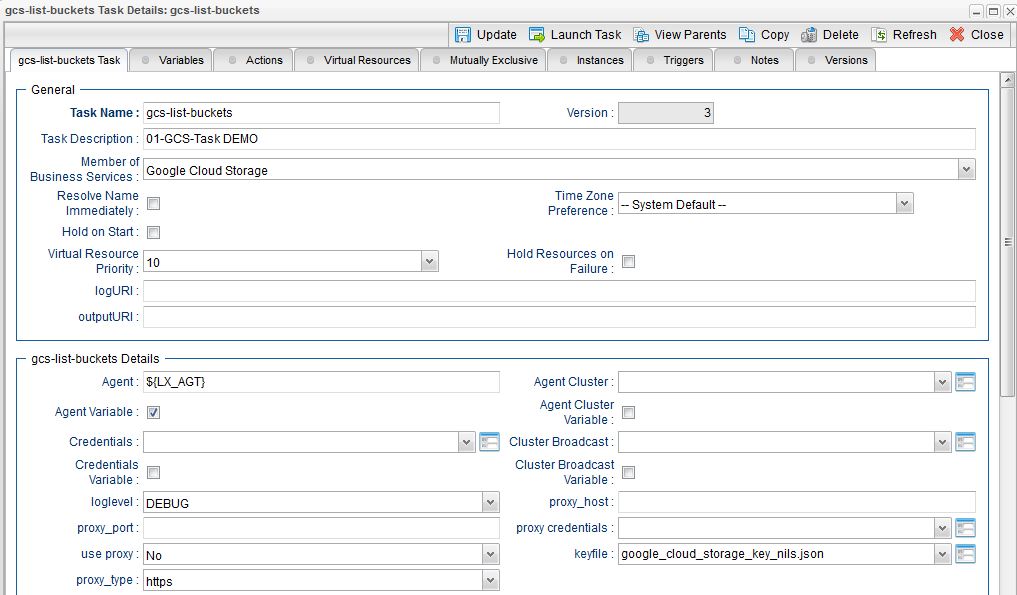 gcs-list-buckets Task Details: gcs-list-buckets
Update Launch Task View Parents Copy Delete Refresh Close
gcs-list-buckets Task Variables Actions Virtual Resources Mutually Exclusive Instances Triggers Notes Versions
General
Task Name : gcs-list-buckets Version : 3
Task Description : 01-GCS-Task DEMO
Member of
Business Services : Google Cloud Storage
Resolve Name
Immediately :
Time Zone
Preference : -- System Default --
Hold on Start :
Virtual Resource
Priority : 10
Hold Resources on
Failure :
logURI :
outputURI :
gcs-list-buckets Details
Agent : ${LX_AGT} Agent Cluster :
Agent Variable :
Agent Cluster
Variable :
Credentials : Cluster Broadcast :
Credentials
Variable :
Cluster Broadcast
Variable :
loglevel : DEBUG proxy_host :
proxy_port : proxy credentials :
use proxy : No keyfile : google_cloud_storage_key_nils.json
proxy_type : https